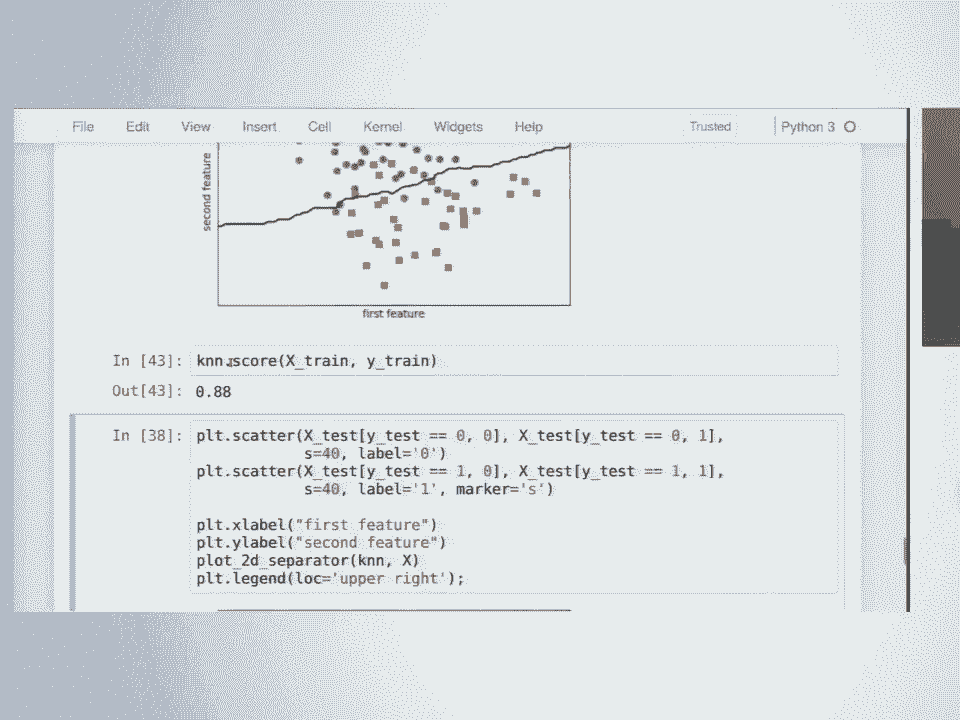 File Edit View Insert Cell Kernel Widgets Help Trusted Python 3
second feature
first feature
In [43]: knn.score(X_train, y_train)
Out[43]: 0.88
In [38]: plt.scatter(X_test[y_test == 0, 0], X_test[y_test == 0, 1],
s=40, label='0')
plt.scatter(X_test[y_test == 1, 0], X_test[y_test == 1, 1],
s=40, label='1', marker='s')
plt.xlabel("first feature")
plt.ylabel("second feature")
plot_2d_separator(knn, X)
plt.legend(loc='upper right');